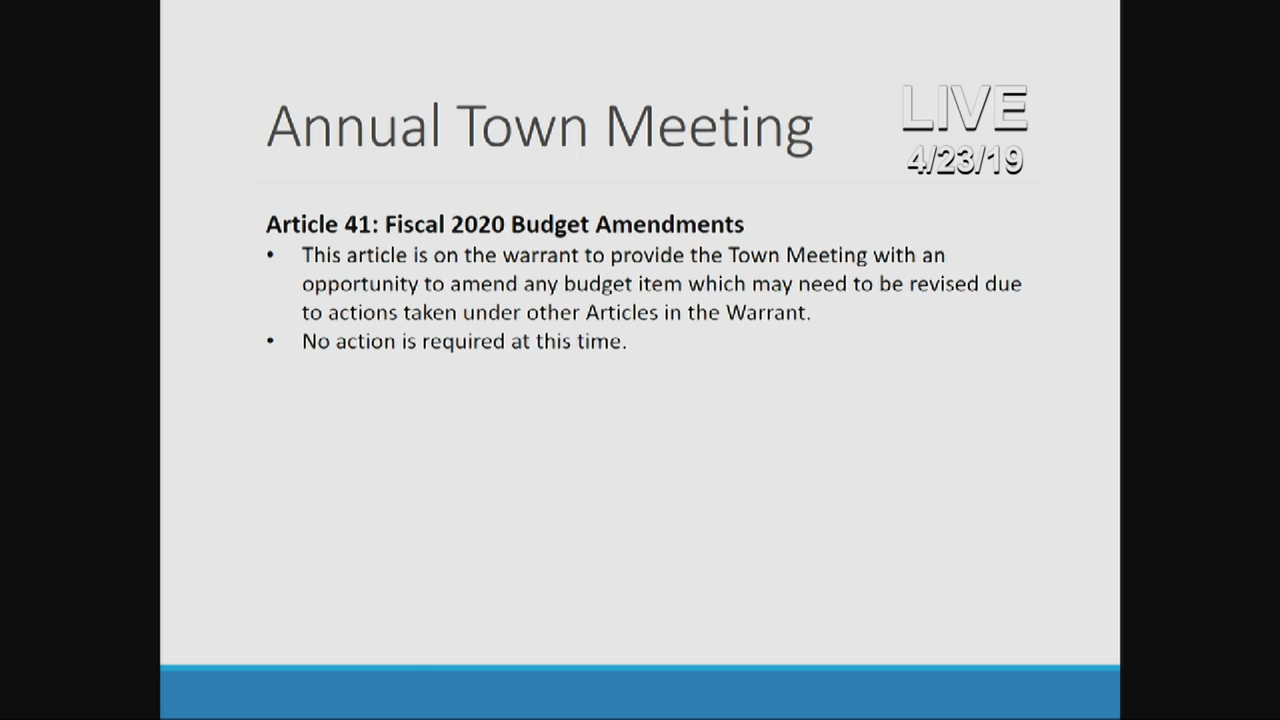 Annual Town Meeting
LIVE
4/23/19
Article 41: Fiscal 2020 Budget Amendments
• This article is on the warrant to provide the Town Meeting with an
opportunity to amend any budget item which may need to be revised due
to actions taken under other Articles in the Warrant.
• No action is required at this time.